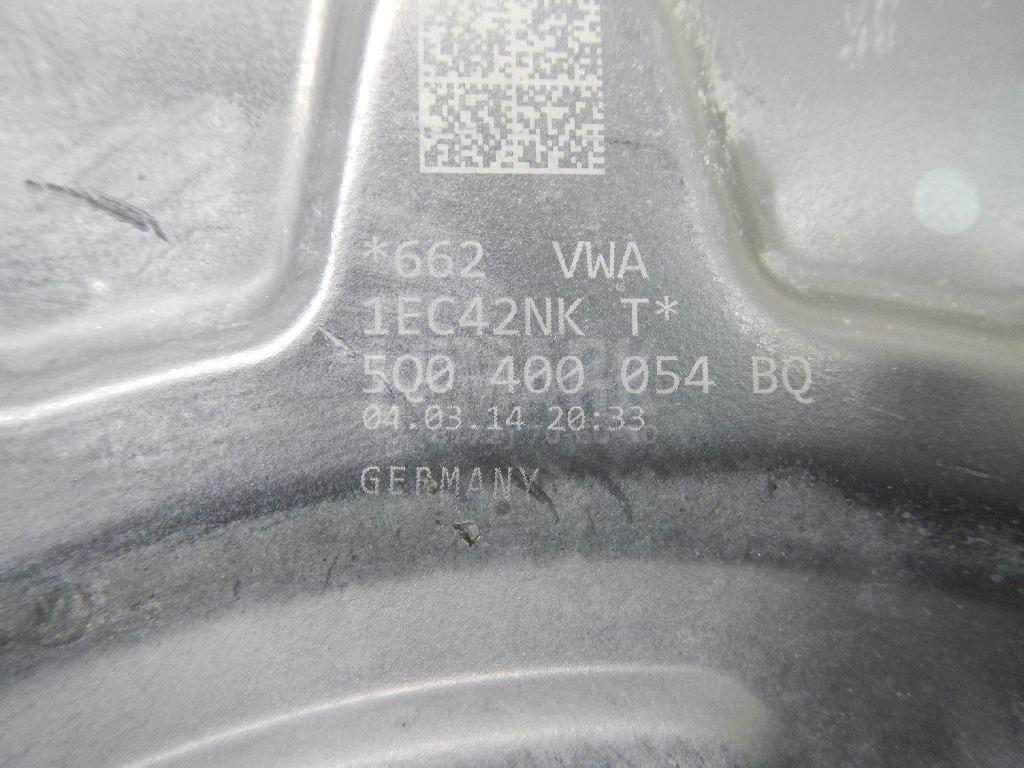 *662 VWA
1EC42NK T*
5Q0 400 054 BQ
04.03.14 20:33
GERMANY